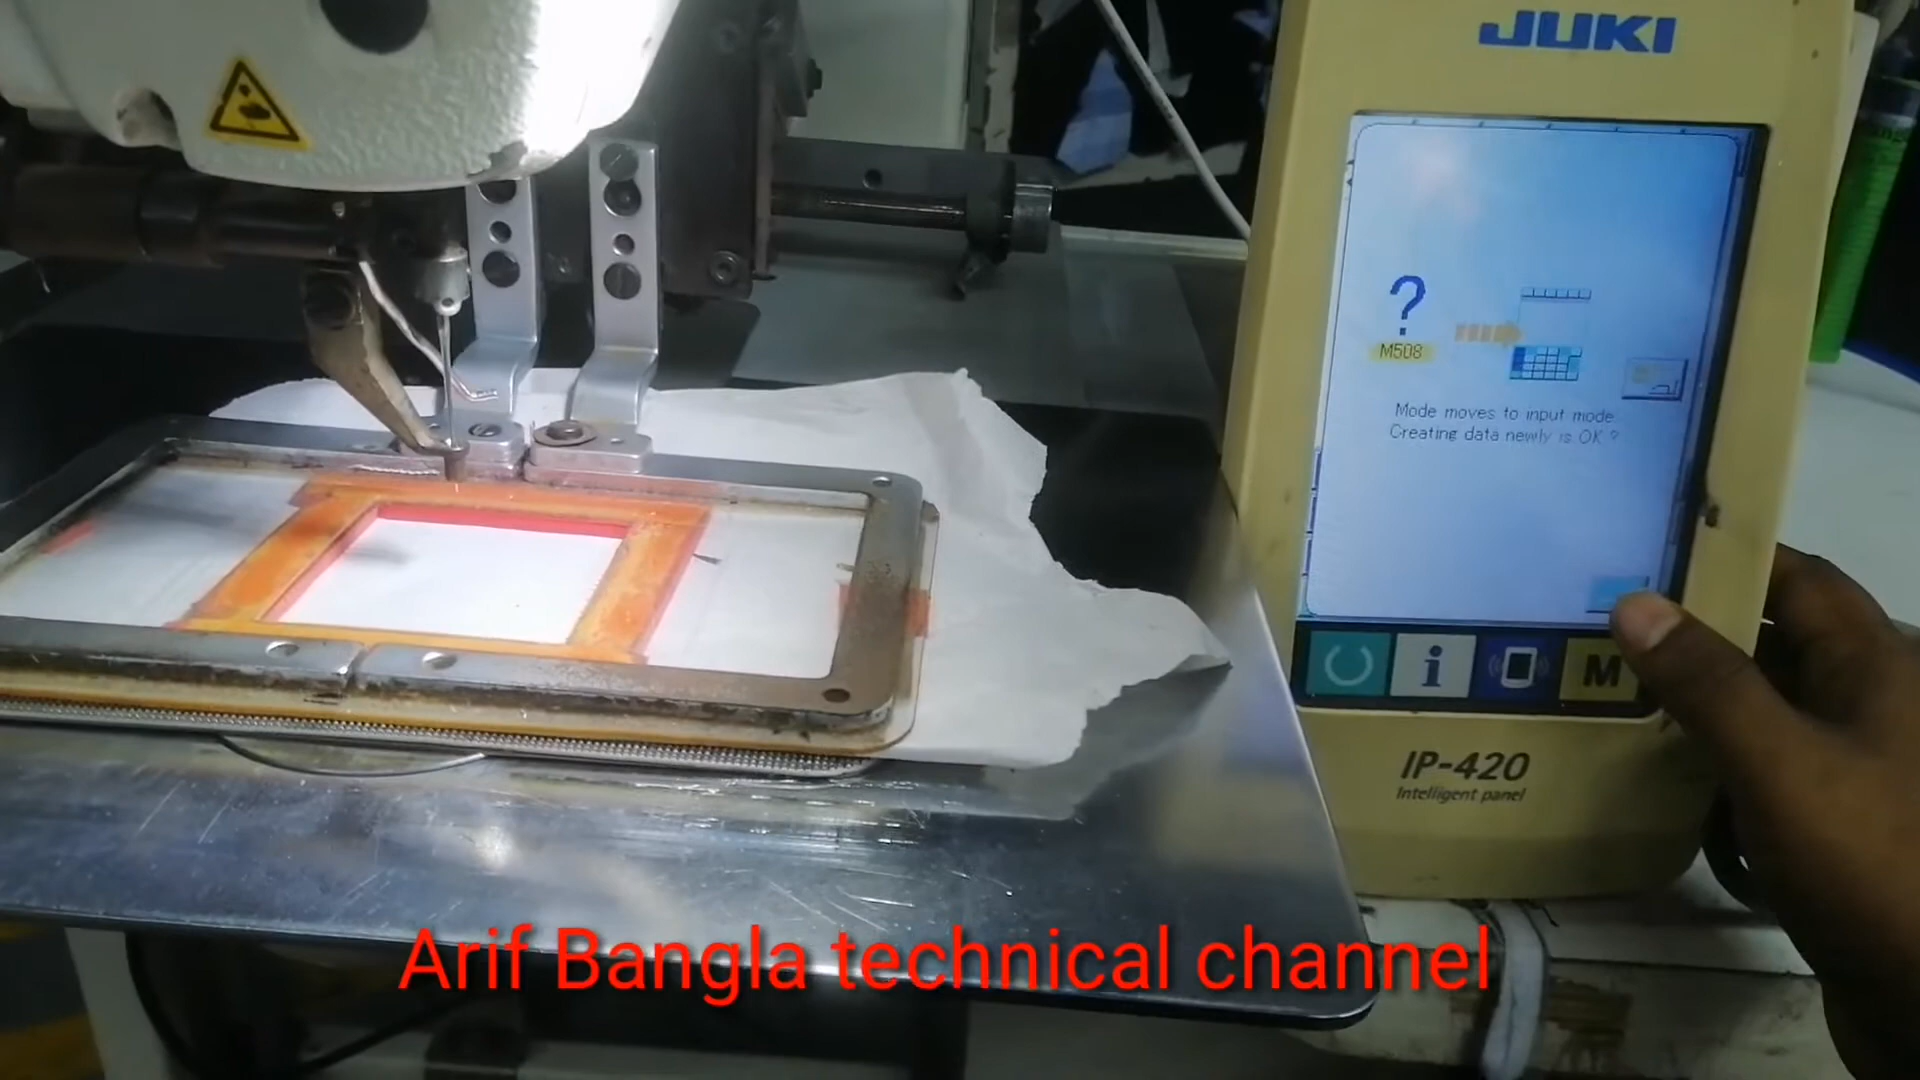 JUKI
?
M508
Mode moves to input mode.
Creating data newly is OK ?
i
M
IP-420
Intelligent panel
Arif Bangla technical channel